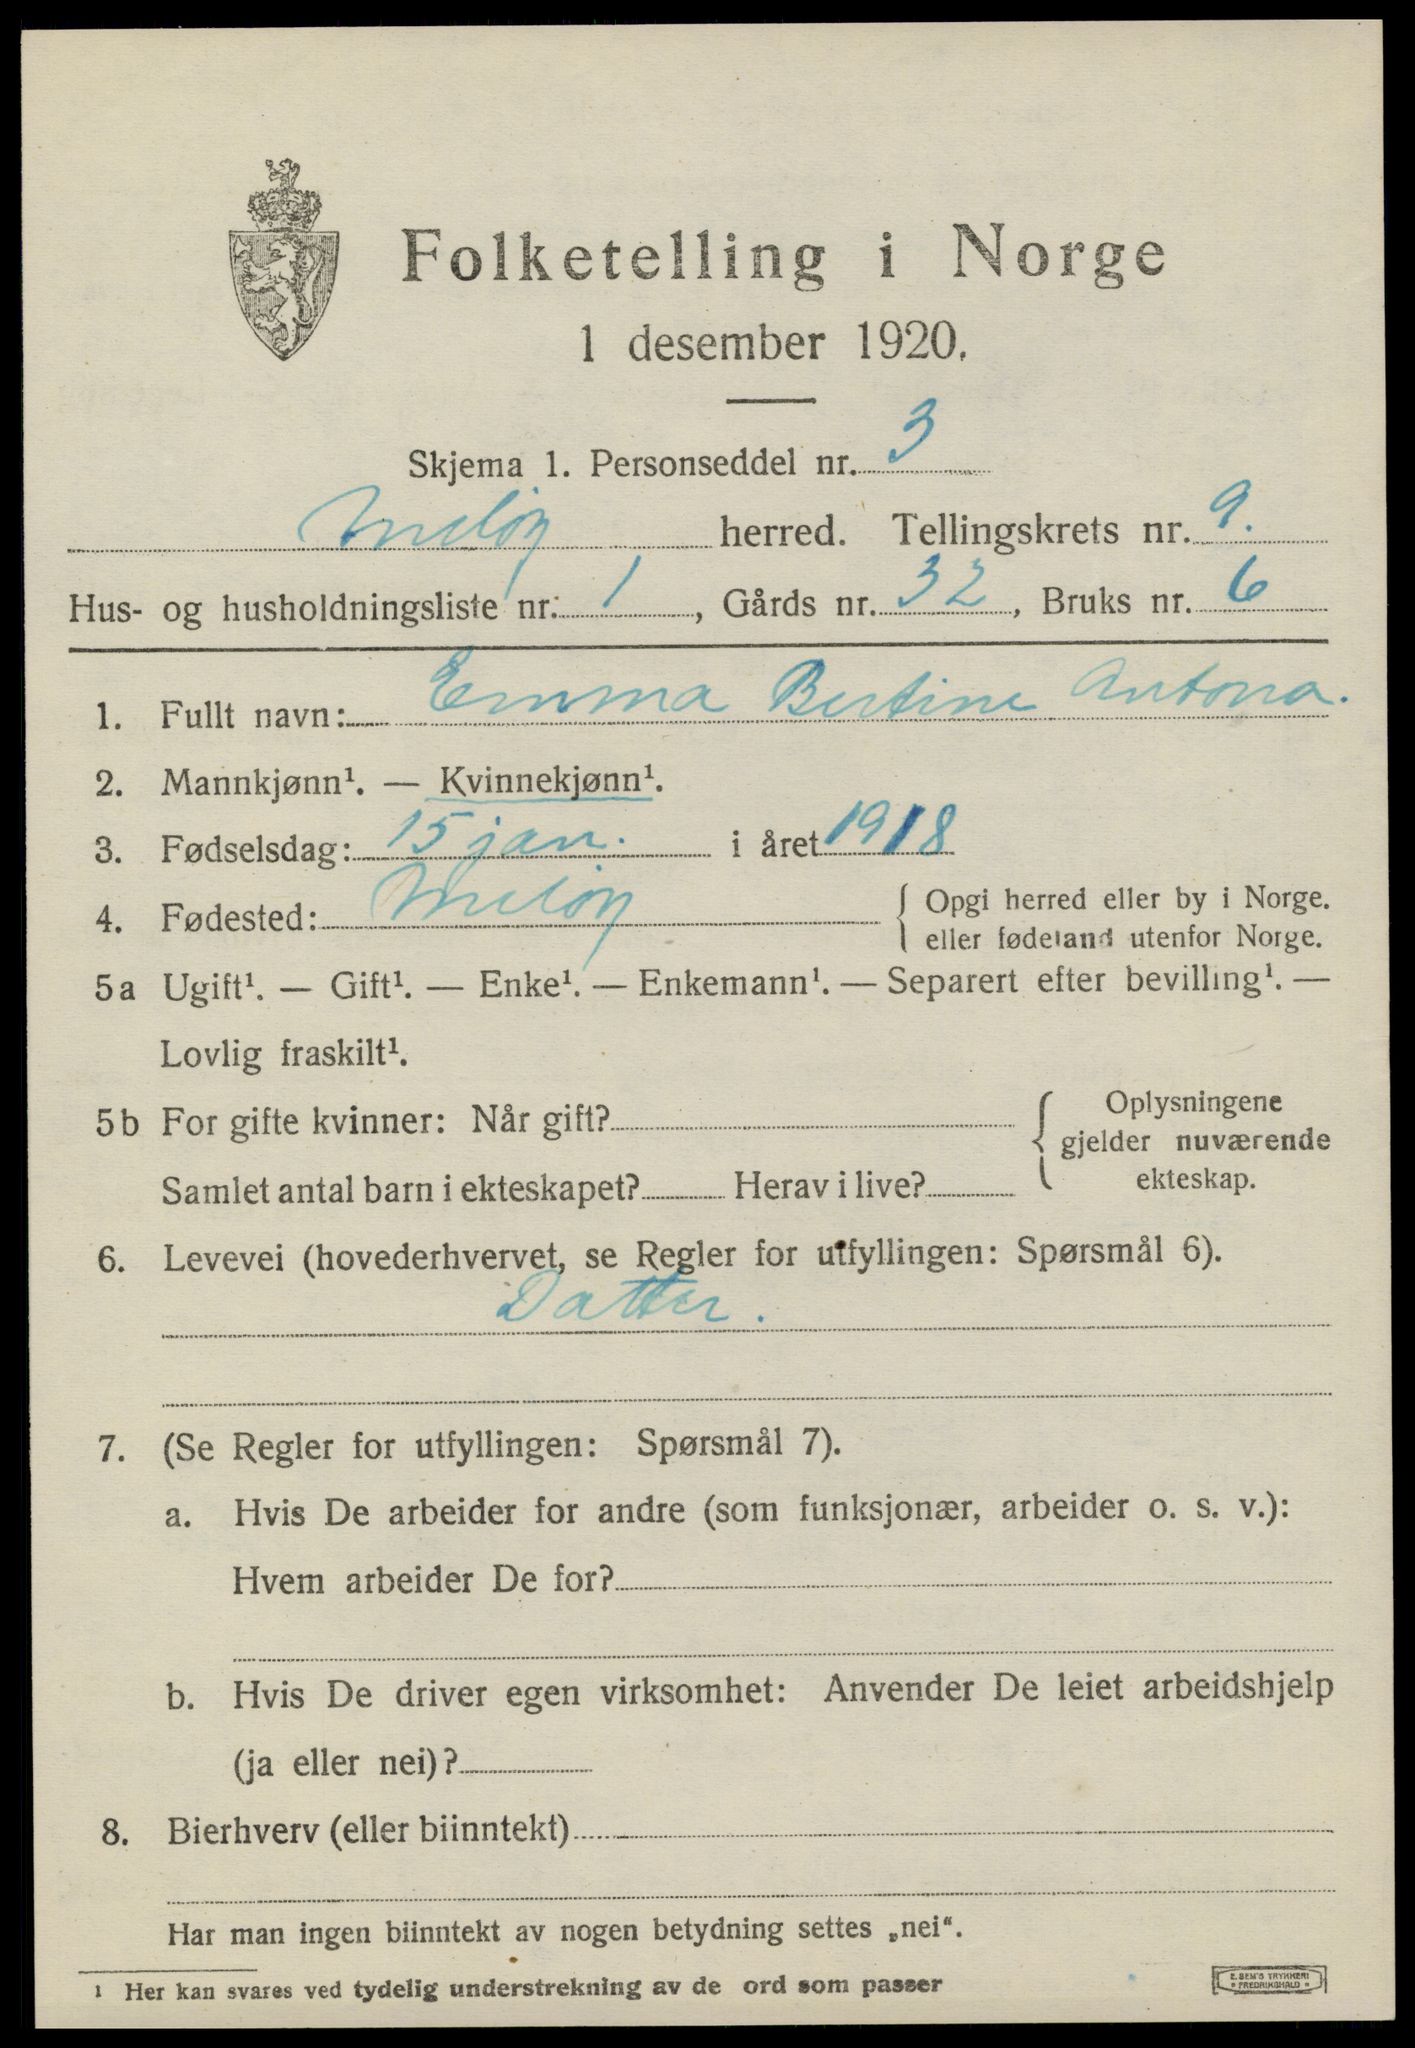 Folketelling i Norge
1 desember 1920.
Skjema 1. Personseddel nr. 3
Meløy herred. Tellingskrets nr. 9.
Hus- og husholdningsliste nr. 1, Gårds nr. 32, Bruks nr. 6
1. Fullt navn: Emma Bertine Antona.
2. Mannkjønn¹. — Kvinnekjønn¹.
3. Fødselsdag: 15 jan. i året 1918
4. Fødested: Meløy { Opgi herred eller by i Norge.
eller fødeland utenfor Norge.
5a Ugift¹. — Gift¹. — Enke¹. — Enkemann¹. — Separert efter bevilling¹. —
Lovlig fraskilt¹.
5b For gifte kvinner: Når gift? { Oplysningene
gjelder nuværende
Samlet antal barn i ekteskapet? Herav i live? ekteskap.
6. Levevei (hovederhvervet, se Regler for utfyllingen: Spørsmål 6).
Datter.
7. (Se Regler for utfyllingen: Spørsmål 7).
a. Hvis De arbeider for andre (som funksjonær, arbeider o. s. v.):
Hvem arbeider De for?
b. Hvis De driver egen virksomhet: Anvender De leiet arbeidshjelp
(ja eller nei)?
8. Bierhverv (eller biinntekt)
Har man ingen biinntekt av nogen betydning settes „nei“.
¹ Her kan svares ved tydelig understrekning av de ord som passer
E. SEM'S TRYKKERI
FREDRIKSHALD